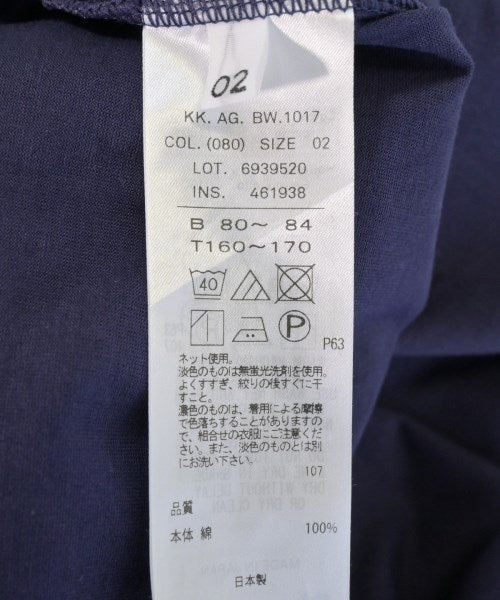 02
KK. AG. BW.1017
COL. (080) SIZE 02
LOT. 6939520
INS. 461938
B 80～ 84
T160～170
40
P
P63
ネット使用。
淡色のものは無蛍光洗剤を使用。
よくすすぎ、絞りの後すぐに干
すこと。
濃色のものは、着用による摩擦
で色落ちすることがありますの
で、組合せの衣服にご注意くだ
さい。また、淡色のものとは別
にお洗い下さい。
107
品質
本体 綿 100%
日本製